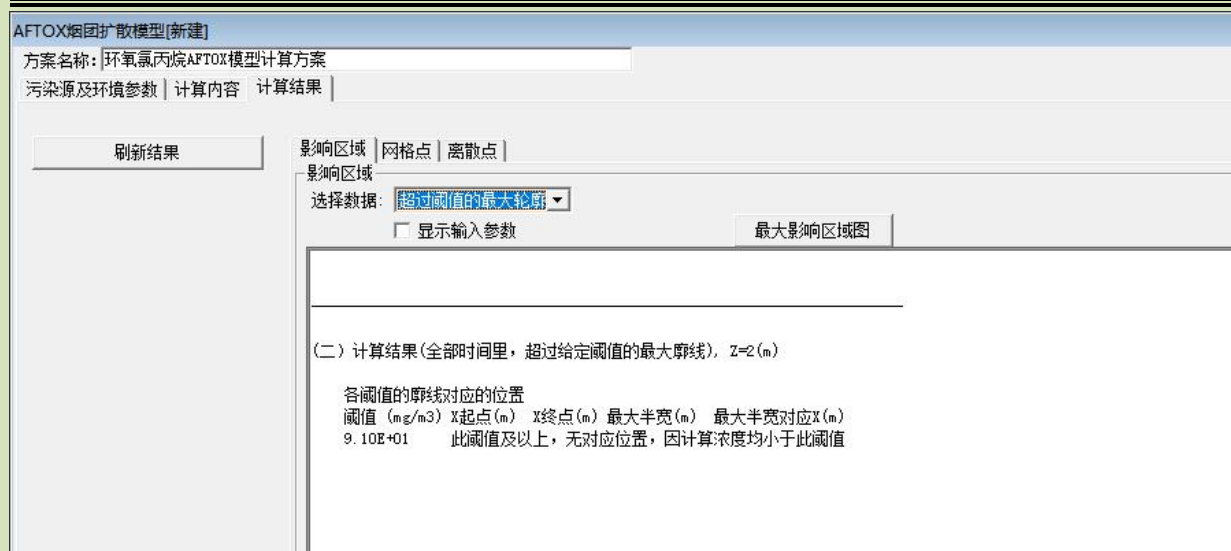 AFTOX烟团扩散模型[新建]
方案名称: 环氧氯丙烷AFTOX模型计算方案
污染源及环境参数 计算内容 计算结果
刷新结果
影响区域 网格点 离散点
影响区域
选择数据: 超过阈值的最大轮廓
显示输入参数 最大影响区域图
(二) 计算结果(全部时间里，超过给定阈值的最大廓线), Z=2(m)
各阈值的廓线对应的位置
阈值 (mg/m3) X起点(m) X终点(m) 最大半宽(m) 最大半宽对应X(m)
9.10E+01 此阈值及以上，无对应位置，因计算浓度均小于此阈值